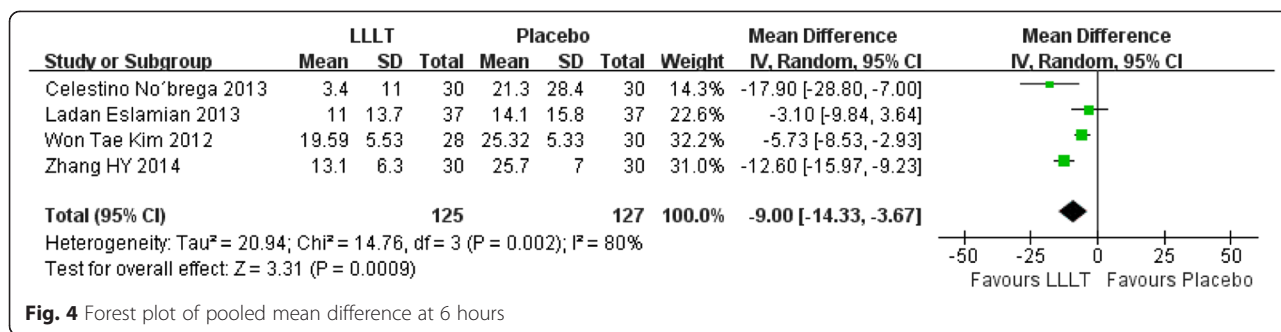 LLLT Placebo Mean Difference Mean Difference
Study or Subgroup Mean SD Total Mean SD Total Weight IV, Random, 95% CI IV, Random, 95% CI
Celestino No´brega 2013 3.4 11 30 21.3 28.4 30 14.3% -17.90 [-28.80, -7.00]
Ladan Eslamian 2013 11 13.7 37 14.1 15.8 37 22.6% -3.10 [-9.84, 3.64]
Won Tae Kim 2012 19.59 5.53 28 25.32 5.33 30 32.2% -5.73 [-8.53, -2.93]
Zhang HY 2014 13.1 6.3 30 25.7 7 30 31.0% -12.60 [-15.97, -9.23]
Total (95% CI) 125 127 100.0% -9.00 [-14.33, -3.67]
Heterogeneity: Tau² = 20.94; Chi² = 14.76, df = 3 (P = 0.002); I² = 80%
Test for overall effect: Z = 3.31 (P = 0.0009)
-50 -25 0 25 50
Favours LLLT Favours Placebo
Fig. 4 Forest plot of pooled mean difference at 6 hours